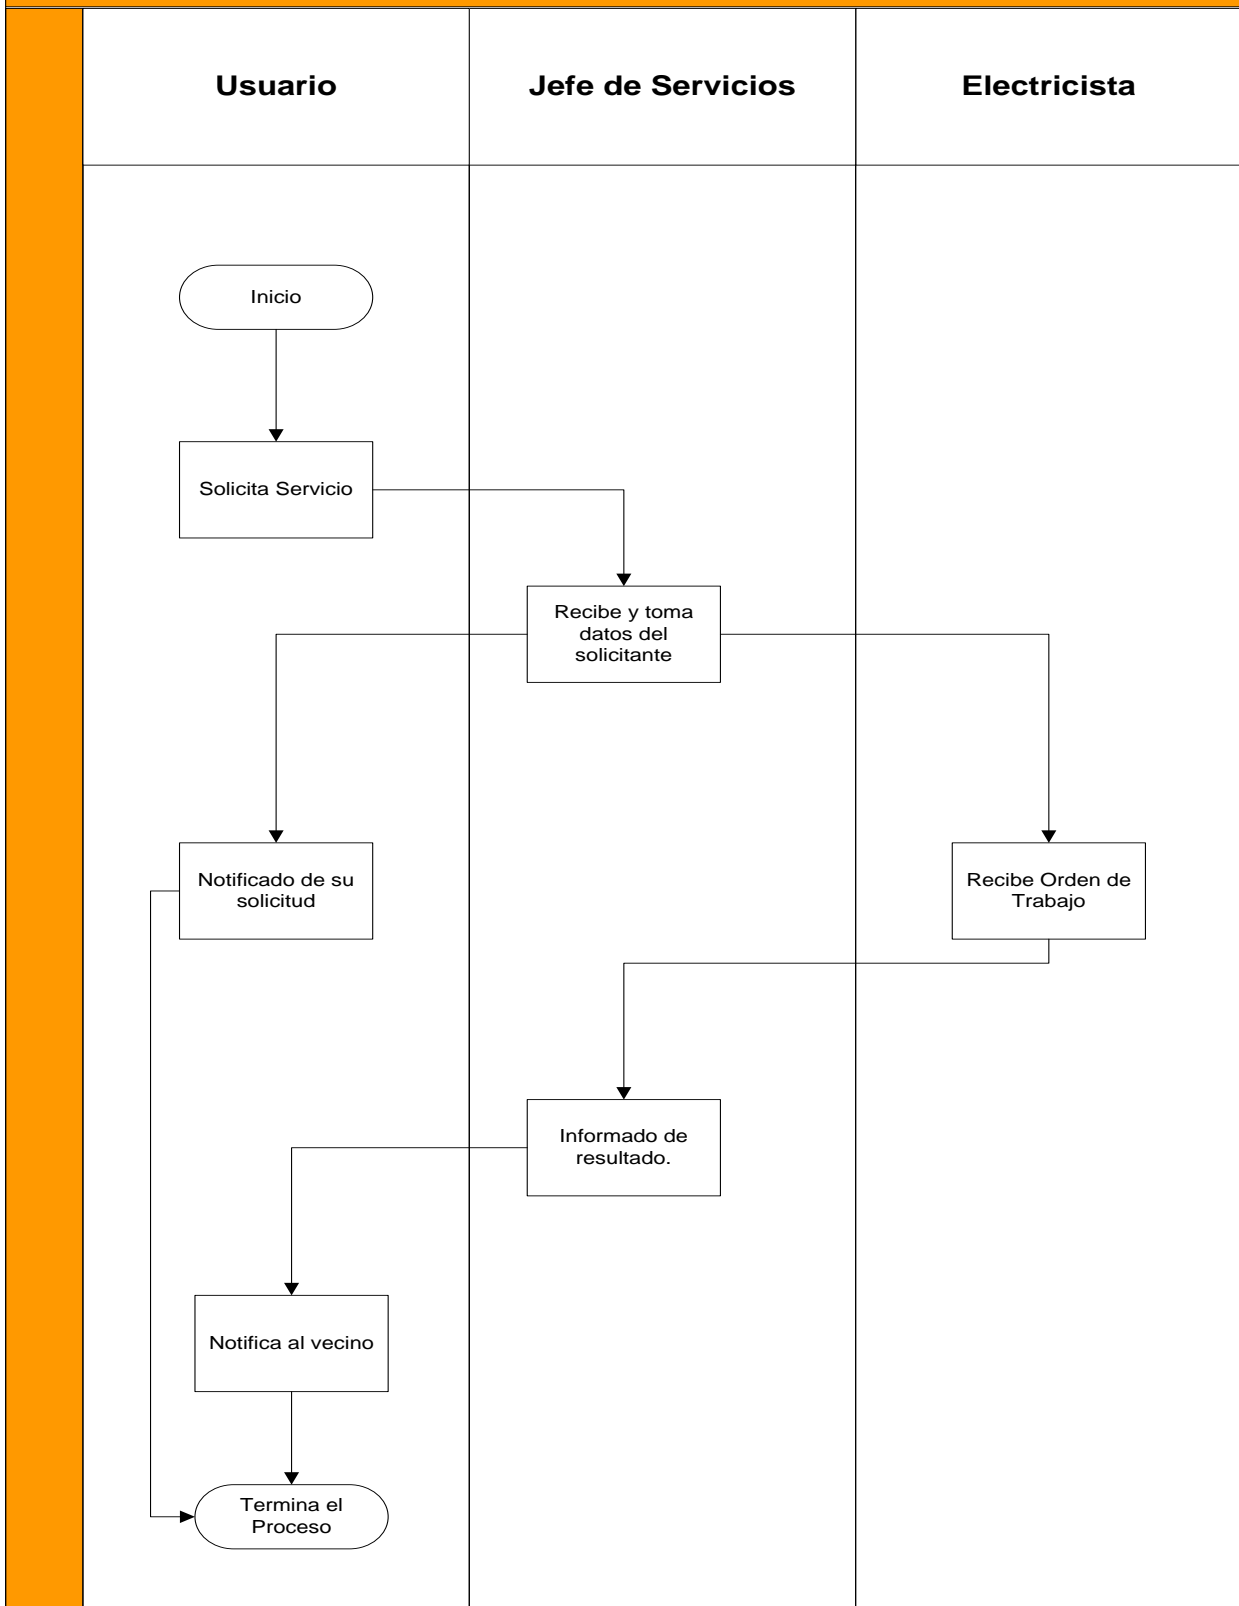 Usuario
Jefe de Servicios
Electricista
Inicio
Solicita Servicio
Recibe y toma
datos del
solicitante
Notificado de su
solicitud
Recibe Orden de
Trabajo
Informado de
resultado.
Notifica al vecino
Termina el
Proceso